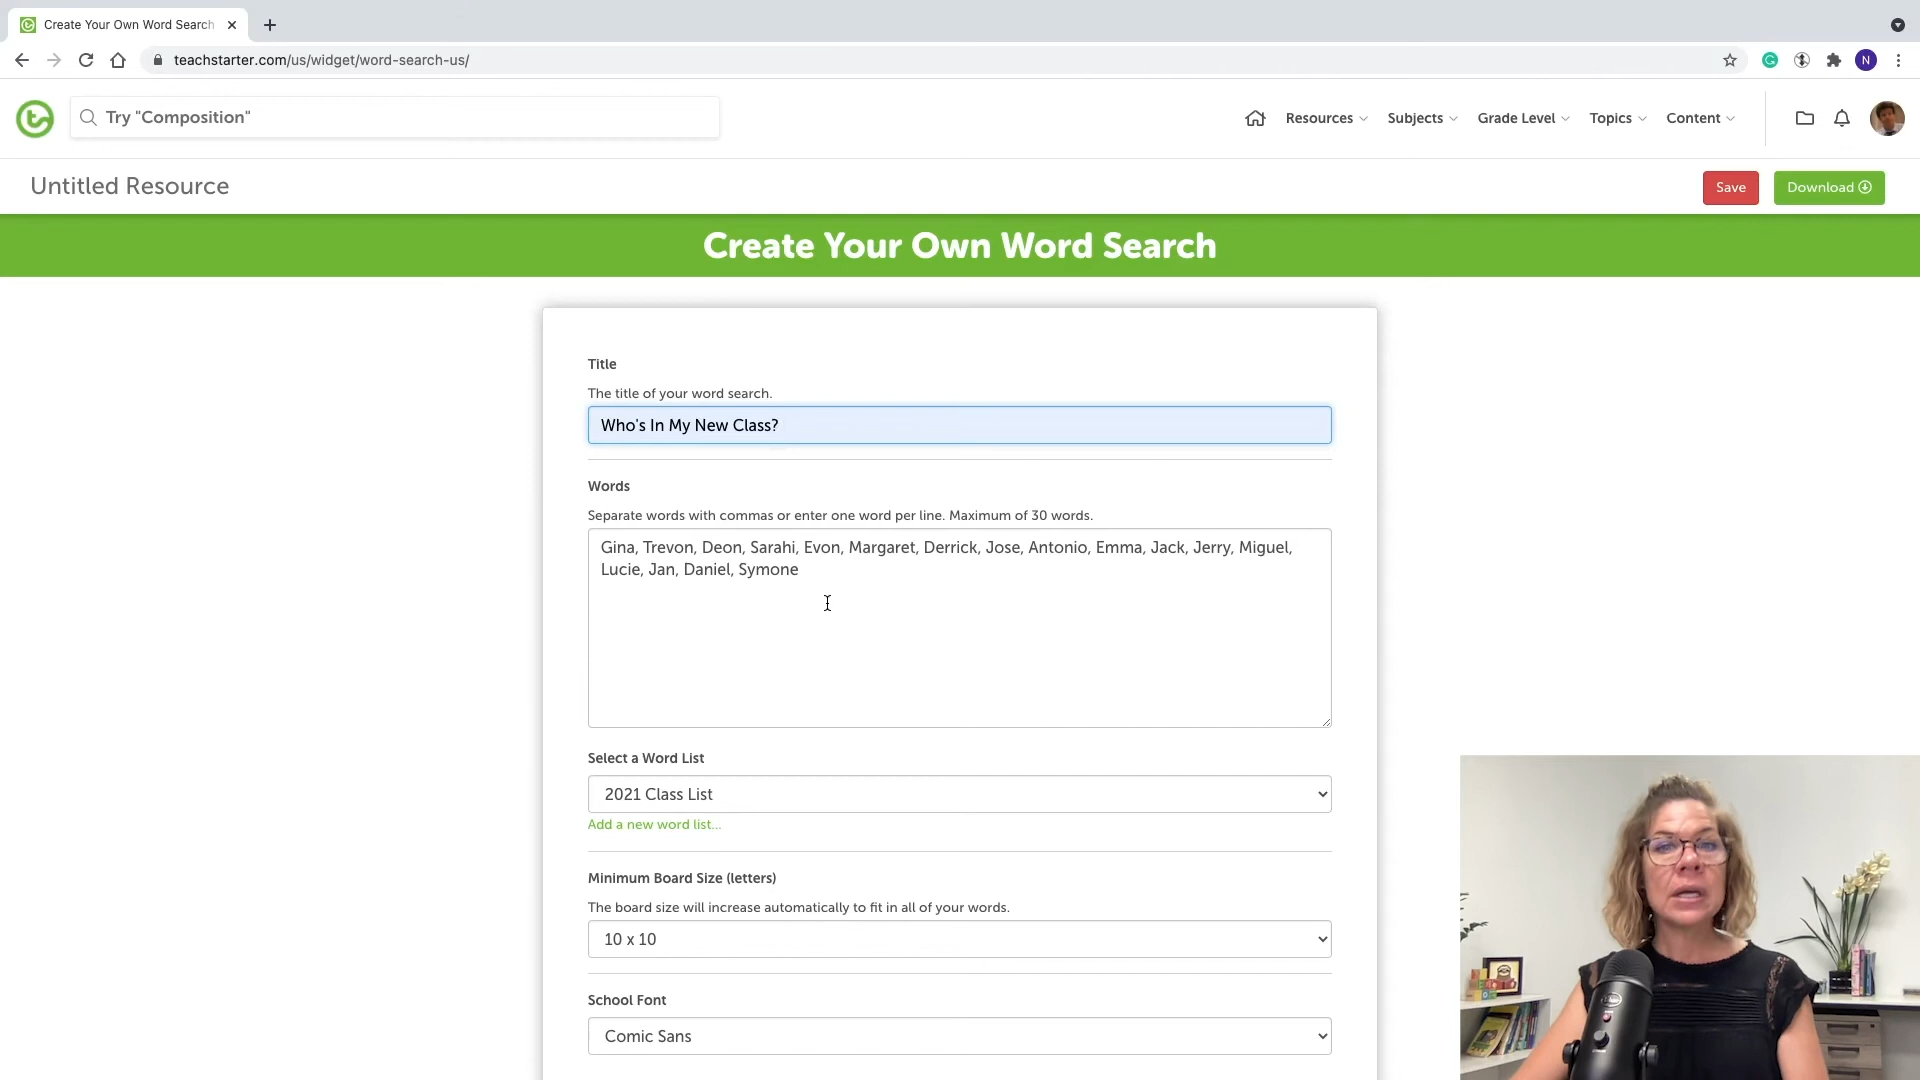 Create Your Own Word Search
teachstarter.com/us/widget/word-search-us/
N
Try "Composition"
Resources
Subjects
Grade Level
Topics
Content
Untitled Resource
Save
Download
Create Your Own Word Search
Title
The title of your word search.
Who's In My New Class?
Words
Separate words with commas or enter one word per line. Maximum of 30 words.
Gina, Trevon, Deon, Sarahi, Evon, Margaret, Derrick, Jose, Antonio, Emma, Jack, Jerry, Miguel,
Lucie, Jan, Daniel, Symone
Select a Word List
2021 Class List
Add a new word list...
Minimum Board Size (letters)
The board size will increase automatically to fit in all of your words.
10 x 10
School Font
Comic Sans